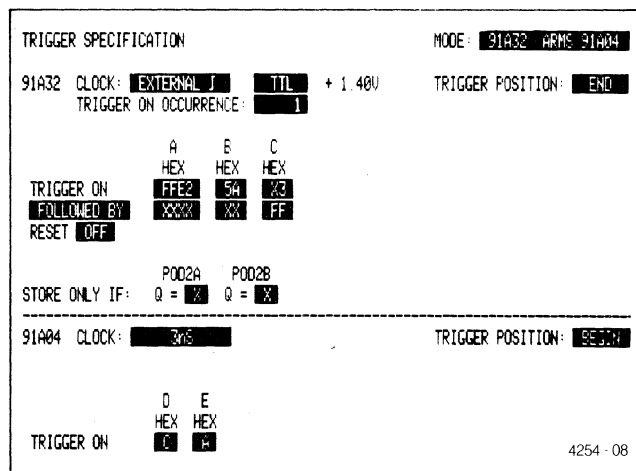 TRIGGER SPECIFICATION MODE: 91A32 ARMS 91A04
91A32 CLOCK: EXTERNAL ʃ TTL + 1.40V TRIGGER POSITION: END
TRIGGER ON OCCURRENCE: 1
A B C
HEX HEX HEX
TRIGGER ON FFE2 5A X3
FOLLOWED BY XXXX XX FF
RESET OFF
POD2A POD2B
STORE ONLY IF: Q = X Q = X
91A04 CLOCK: 3nS TRIGGER POSITION: BEGIN
D E
HEX HEX
TRIGGER ON C A
4254-08